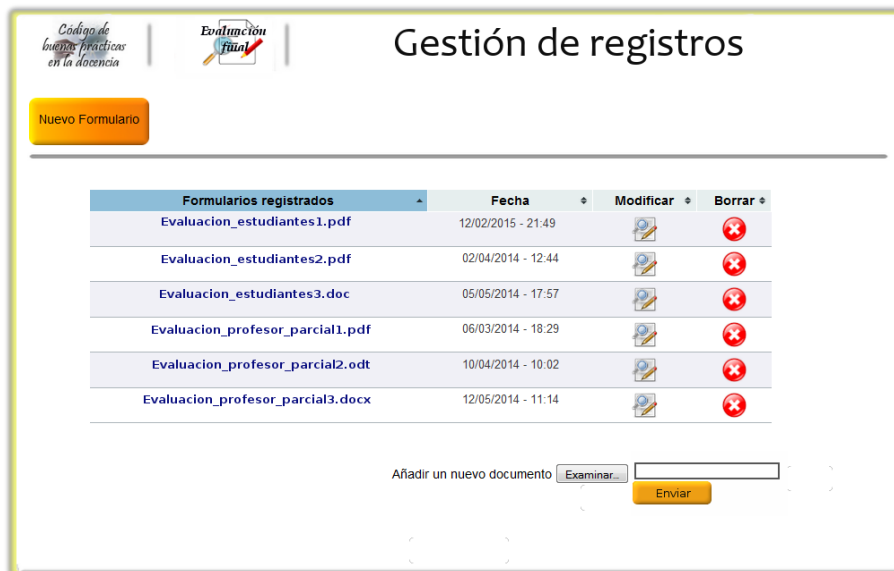 Código de
buenas prácticas
en la docencia
Evaluación
final
Gestión de registros
Nuevo Formulario
Formularios registrados Fecha Modificar Borrar
Evaluacion_estudiantes1.pdf 12/02/2015 - 21:49
Evaluacion_estudiantes2.pdf 02/04/2014 - 12:44
Evaluacion_estudiantes3.doc 05/05/2014 - 17:57
Evaluacion_profesor_parcial1.pdf 06/03/2014 - 18:29
Evaluacion_profesor_parcial2.odt 10/04/2014 - 10:02
Evaluacion_profesor_parcial3.docx 12/05/2014 - 11:14
Añadir un nuevo documento Examinar...
Enviar